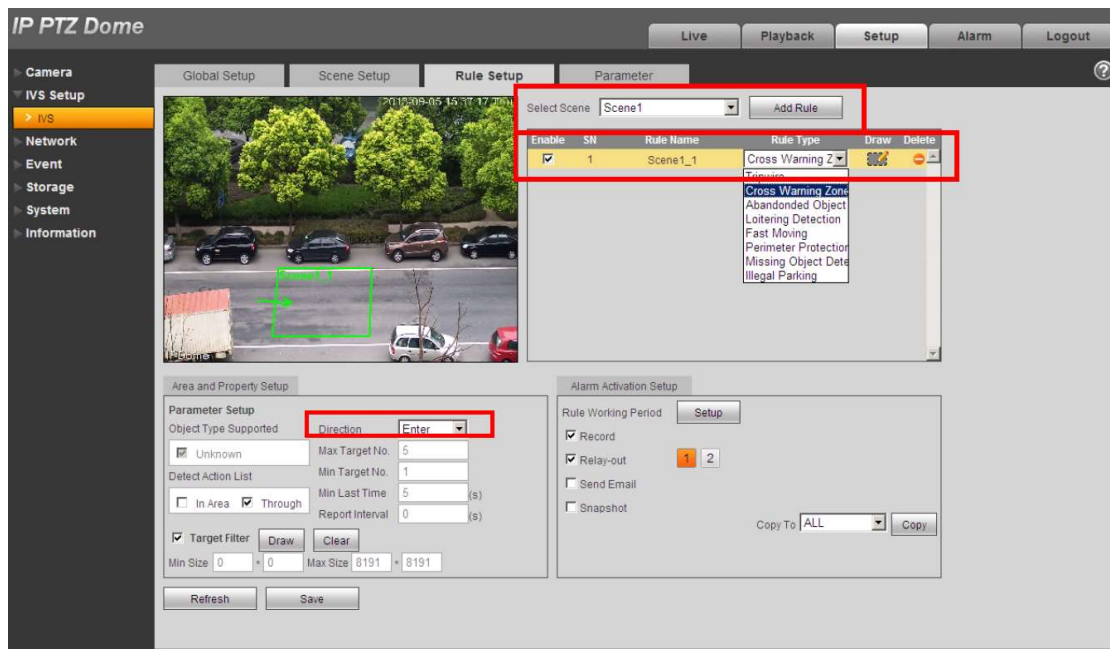 IP PTZ Dome
Live Playback Setup Alarm Logout
Camera
IVS Setup
> IVS
Network
Event
Storage
System
Information
Global Setup Scene Setup Rule Setup Parameter
Select Scene Scene1 Add Rule
Enable SN Rule Name Rule Type Draw Delete
1 Scene1_1 Cross Warning Z
Tripwire
Cross Warning Zone
Abandonded Object
Loitering Detection
Fast Moving
Perimeter Protection
Missing Object Dete
Illegal Parking
Scene1_1
IP Dome
Area and Property Setup
Parameter Setup
Object Type Supported
Unknown
Detect Action List
In Area Through
Direction Enter
Max Target No. 5
Min Target No. 1
Min Last Time 5 (s)
Report Interval 0 (s)
Target Filter Draw Clear
Min Size 0 * 0 Max Size 8191 * 8191
Alarm Activation Setup
Rule Working Period Setup
Record
Relay-out 1 2
Send Email
Snapshot
Copy To ALL Copy
Refresh Save